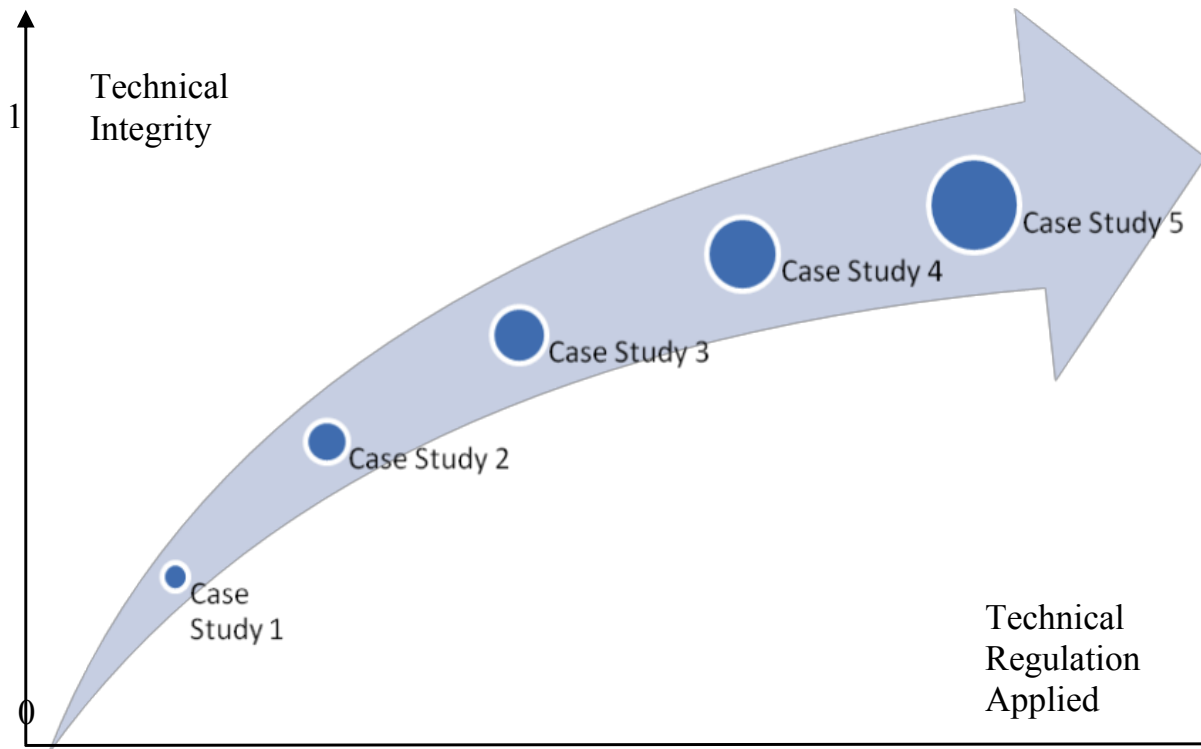 Technical
Integrity
1
Case Study 5
Case Study 4
Case Study 3
Case Study 2
Case
Study 1
Technical
Regulation
Applied
0